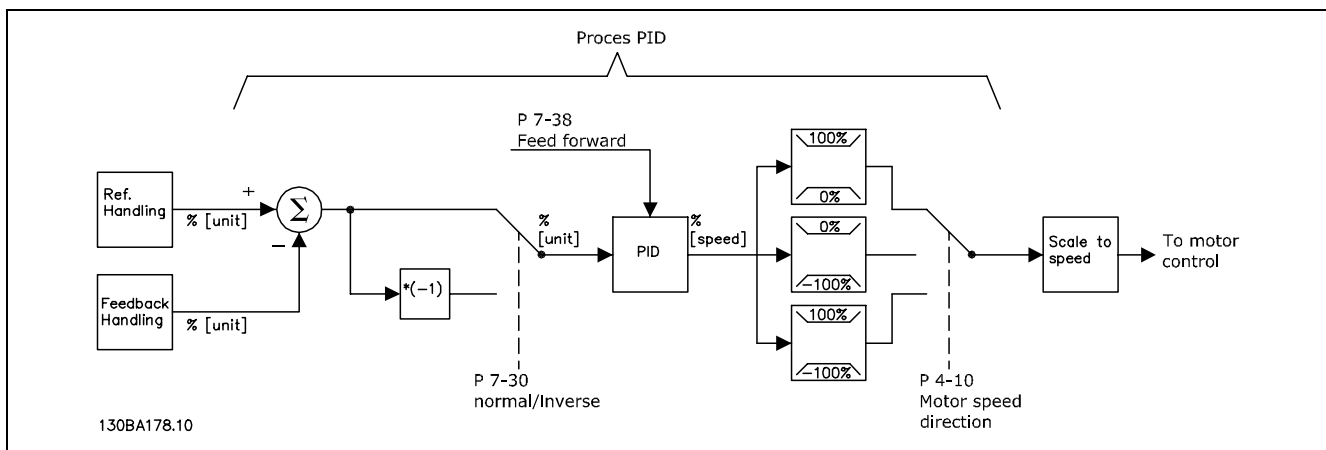 Proces PID
P 7-38
Feed forward
100%
0%
Ref.
Handling
+
% [unit]
Σ
−
%
[unit]
PID
%
[speed]
0%
−100%
Scale to
speed
To motor
control
Feedback
Handling
% [unit]
*(−1)
100%
−100%
P 7-30
normal/Inverse
P 4-10
Motor speed
direction
130BA178.10